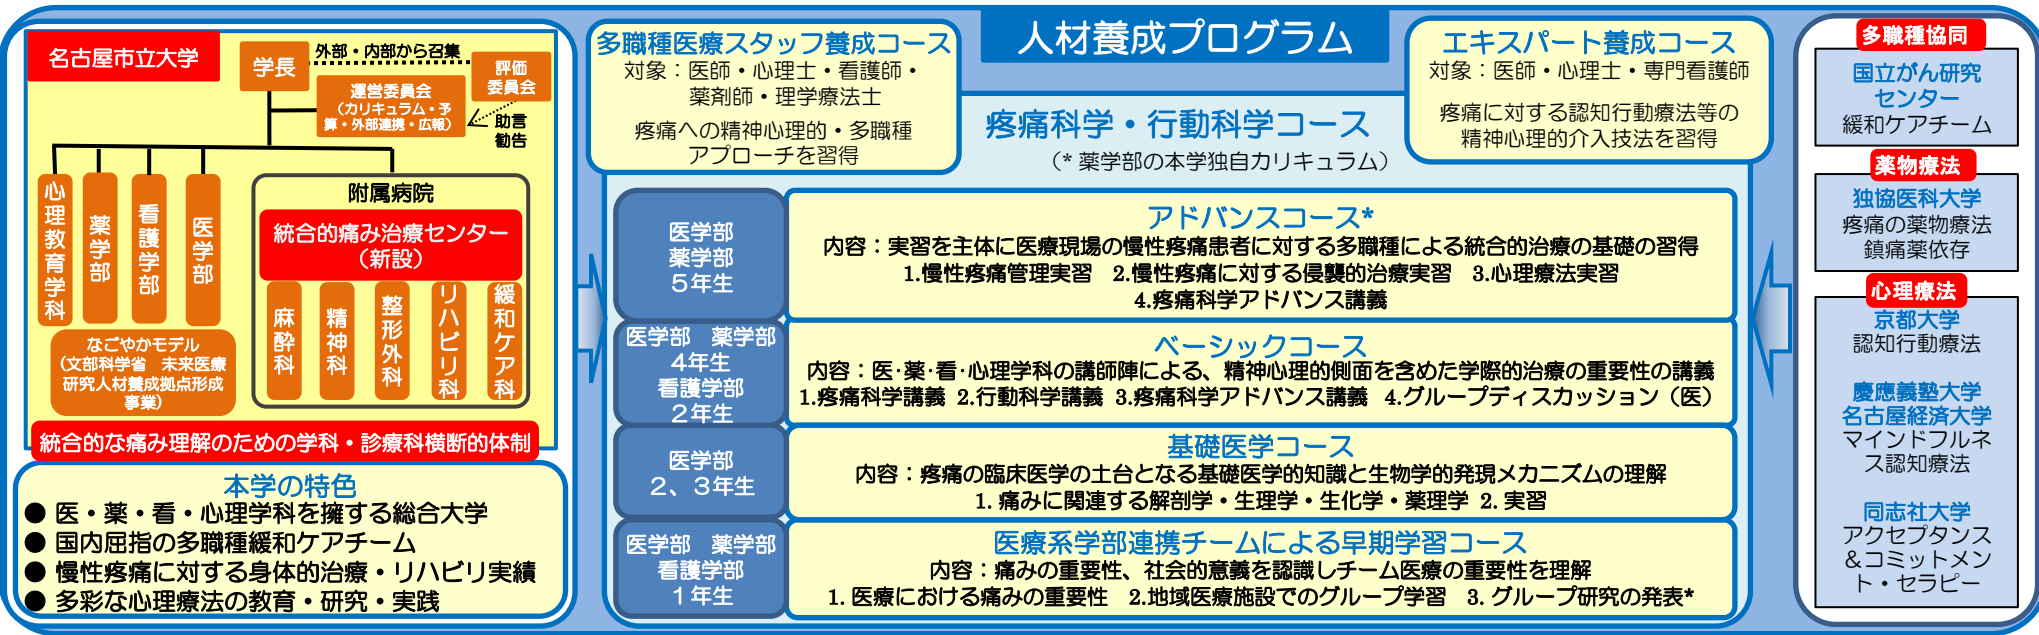 名古屋市立大学
学長
外部・内部から召集
評価
委員会
運営委員会
（カリキュラム・予
算・外部連携・広報）
助言
勧告
心理教育学科
薬学部
看護学部
医学部
附属病院
統合的痛み治療センター
（新設）
麻酔科
精神科
整形外科
リハビリ科
緩和ケア科
なごやかモデル
（文部科学省　未来医療
研究人材養成拠点形成
事業）
統合的な痛み理解のための学科・診療科横断的体制
本学の特色
● 医・薬・看・心理学科を擁する総合大学
● 国内屈指の多職種緩和ケアチーム
● 慢性疼痛に対する身体的治療・リハビリ実績
● 多彩な心理療法の教育・研究・実践
人材養成プログラム
多職種医療スタッフ養成コース
対象：医師・心理士・看護師・
薬剤師・理学療法士
疼痛への精神心理的・多職種
アプローチを習得
疼痛科学・行動科学コース
（* 薬学部の本学独自カリキュラム）
エキスパート養成コース
対象：医師・心理士・専門看護師
疼痛に対する認知行動療法等の
精神心理的介入技法を習得
医学部
薬学部
５年生
アドバンスコース*
内容：実習を主体に医療現場の慢性疼痛患者に対する多職種による統合的治療の基礎の習得
1.慢性疼痛管理実習　2.慢性疼痛に対する侵襲的治療実習　3.心理療法実習
4.疼痛科学アドバンス講義
医学部　薬学部
４年生
看護学部
２年生
ベーシックコース
内容：医･薬･看･心理学科の講師陣による、精神心理的側面を含めた学際的治療の重要性の講義
1.疼痛科学講義 2.行動科学講義 3.疼痛科学アドバンス講義 4.グループディスカッション（医）
医学部
２、３年生
基礎医学コース
内容：疼痛の臨床医学の土台となる基礎医学的知識と生物学的発現メカニズムの理解
1. 痛みに関連する解剖学・生理学・生化学・薬理学 2. 実習
医学部　薬学部
看護学部
１年生
医療系学部連携チームによる早期学習コース
内容：痛みの重要性、社会的意義を認識しチーム医療の重要性を理解
1. 医療における痛みの重要性　2.地域医療施設でのグループ学習　3. グループ研究の発表*
多職種協同
国立がん研究
センター
緩和ケアチーム
薬物療法
独協医科大学
疼痛の薬物療法
鎮痛薬依存
心理療法
京都大学
認知行動療法
慶應義塾大学
名古屋経済大学
マインドフルネ
ス認知療法
同志社大学
アクセプタンス
＆コミットメン
ト・セラピー